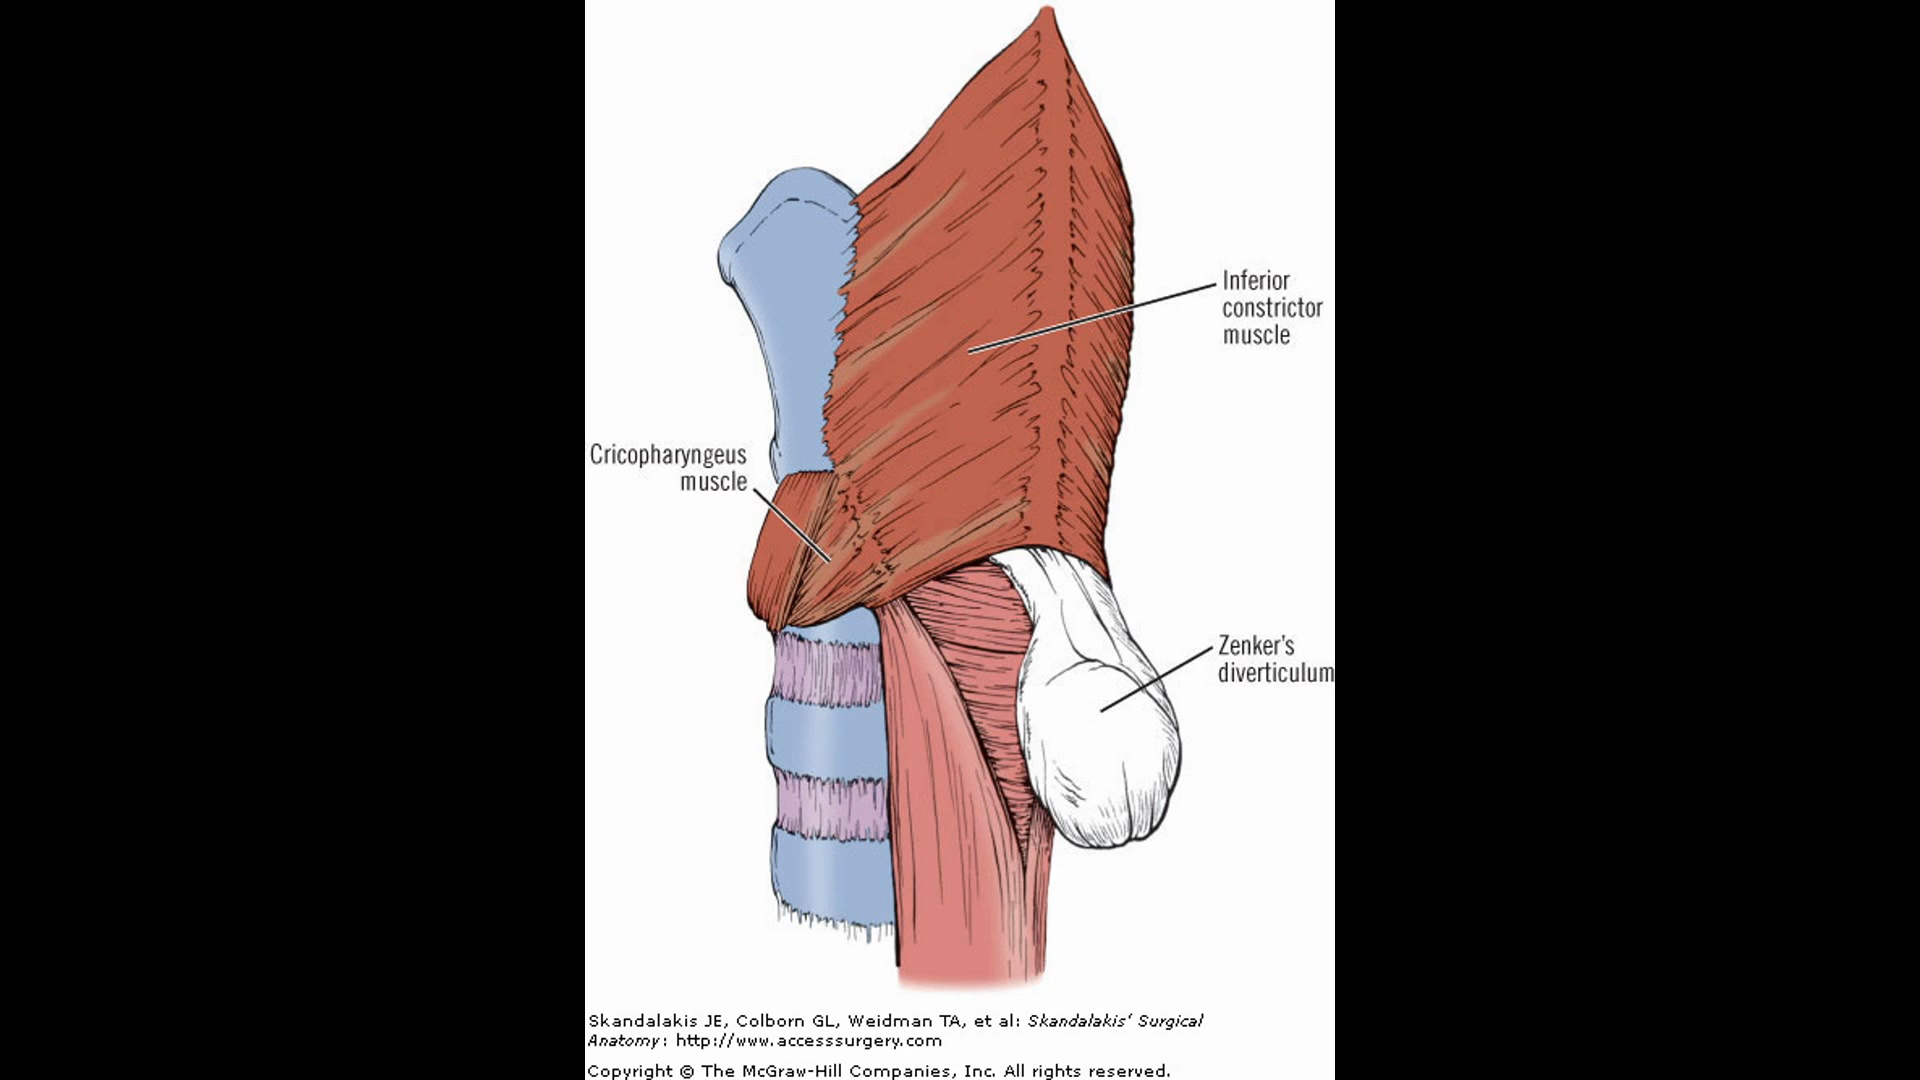 Inferior
constrictor
muscle
Cricopharyngeus
muscle
Zenker's
diverticulum
Skandalakis JE, Colborn GL, Weidman TA, et al: Skandalakis' Surgical
Anatomy: http://www.accesssurgery.com
Copyright © The McGraw-Hill Companies, Inc. All rights reserved.